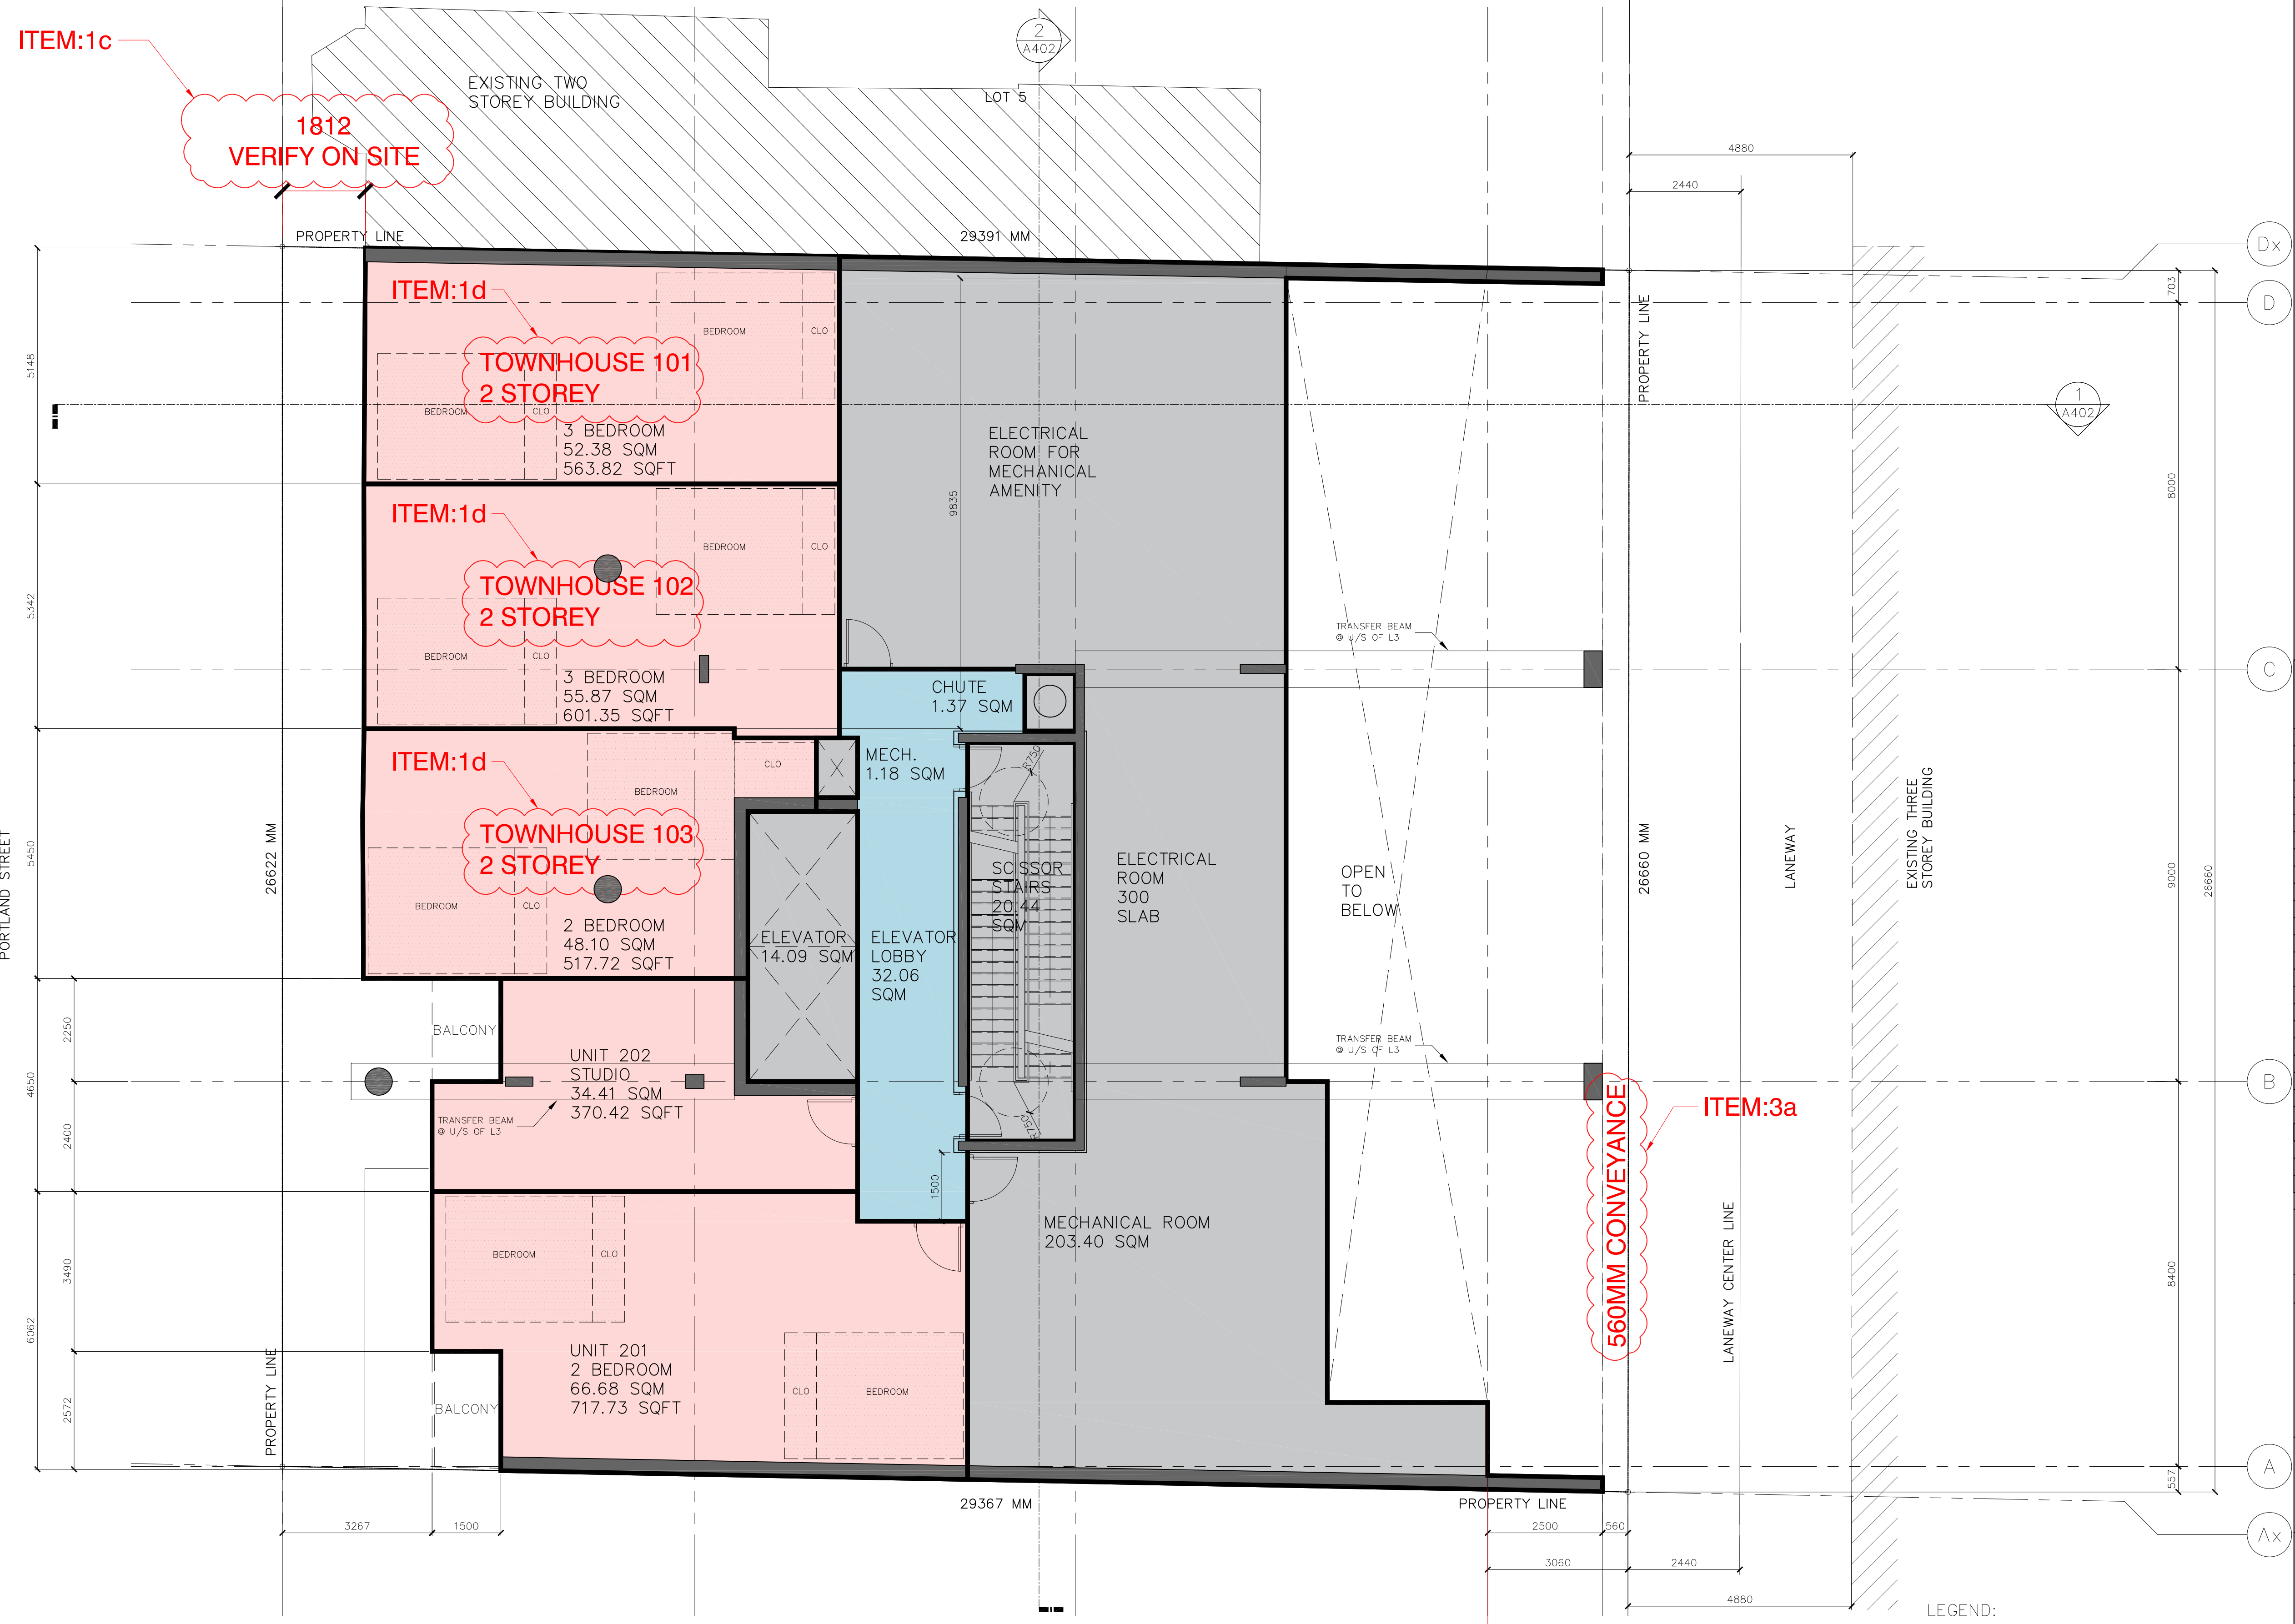 ITEM:1c
1812
VERIFY ON SITE
EXISTING TWO
STOREY BUILDING
2
A402
LOT 5
4880
2440
PROPERTY LINE
29391 MM
Dx
703
D
ITEM:1d
BEDROOM
CLO
TOWNHOUSE 101
2 STOREY
BEDROOM
CLO
3 BEDROOM
52.38 SQM
563.82 SQFT
5148
PROPERTY LINE
1
A402
ELECTRICAL
ROOM FOR
MECHANICAL
AMENITY
9835
8000
ITEM:1d
BEDROOM
CLO
TOWNHOUSE 102
2 STOREY
BEDROOM
CLO
3 BEDROOM
55.87 SQM
601.35 SQFT
5342
TRANSFER BEAM
@ U/S OF L3
C
CHUTE
1.37 SQM
MECH.
1.18 SQM
R750
ITEM:1d
CLO
BEDROOM
TOWNHOUSE 103
2 STOREY
BEDROOM
CLO
2 BEDROOM
48.10 SQM
517.72 SQFT
PORTLAND STREET
5450
26622 MM
ELEVATOR
14.09 SQM
ELEVATOR
LOBBY
32.06
SQM
SCISSOR
STAIRS
20.44
SQM
ELECTRICAL
ROOM
300
SLAB
OPEN
TO
BELOW
26660 MM
LANEWAY
EXISTING THREE
STOREY BUILDING
9000
26660
BALCONY
2250
4650
2400
UNIT 202
STUDIO
34.41 SQM
370.42 SQFT
TRANSFER BEAM
@ U/S OF L3
TRANSFER BEAM
@ U/S OF L3
B
R750
1500
560MM CONVEYANCE
ITEM:3a
MECHANICAL ROOM
203.40 SQM
LANEWAY CENTER LINE
BEDROOM
CLO
3490
6062
2572
UNIT 201
2 BEDROOM
66.68 SQM
717.73 SQFT
CLO
BEDROOM
BALCONY
PROPERTY LINE
8400
A
557
29367 MM
PROPERTY LINE
3267
1500
2500
560
Ax
3060
2440
4880
LEGEND: